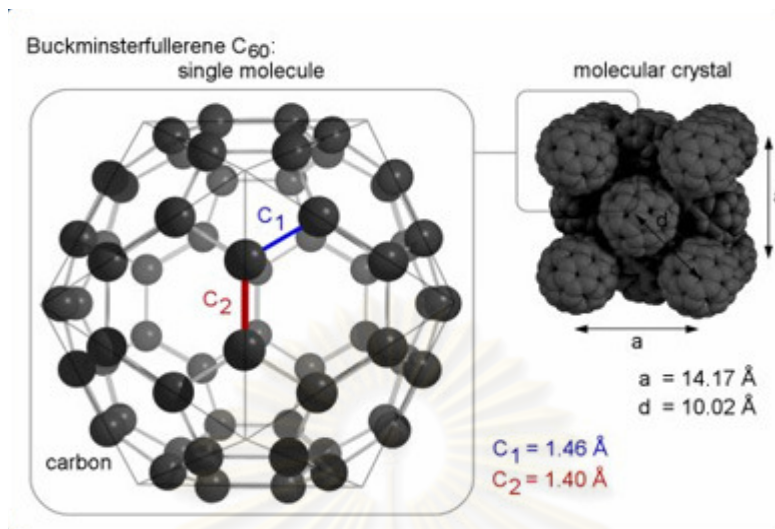 Buckminsterfullerene C60:
single molecule
molecular crystal
C1
C2
d
a
a
a = 14.17 Å
d = 10.02 Å
carbon
C1 = 1.46 Å
C2 = 1.40 Å